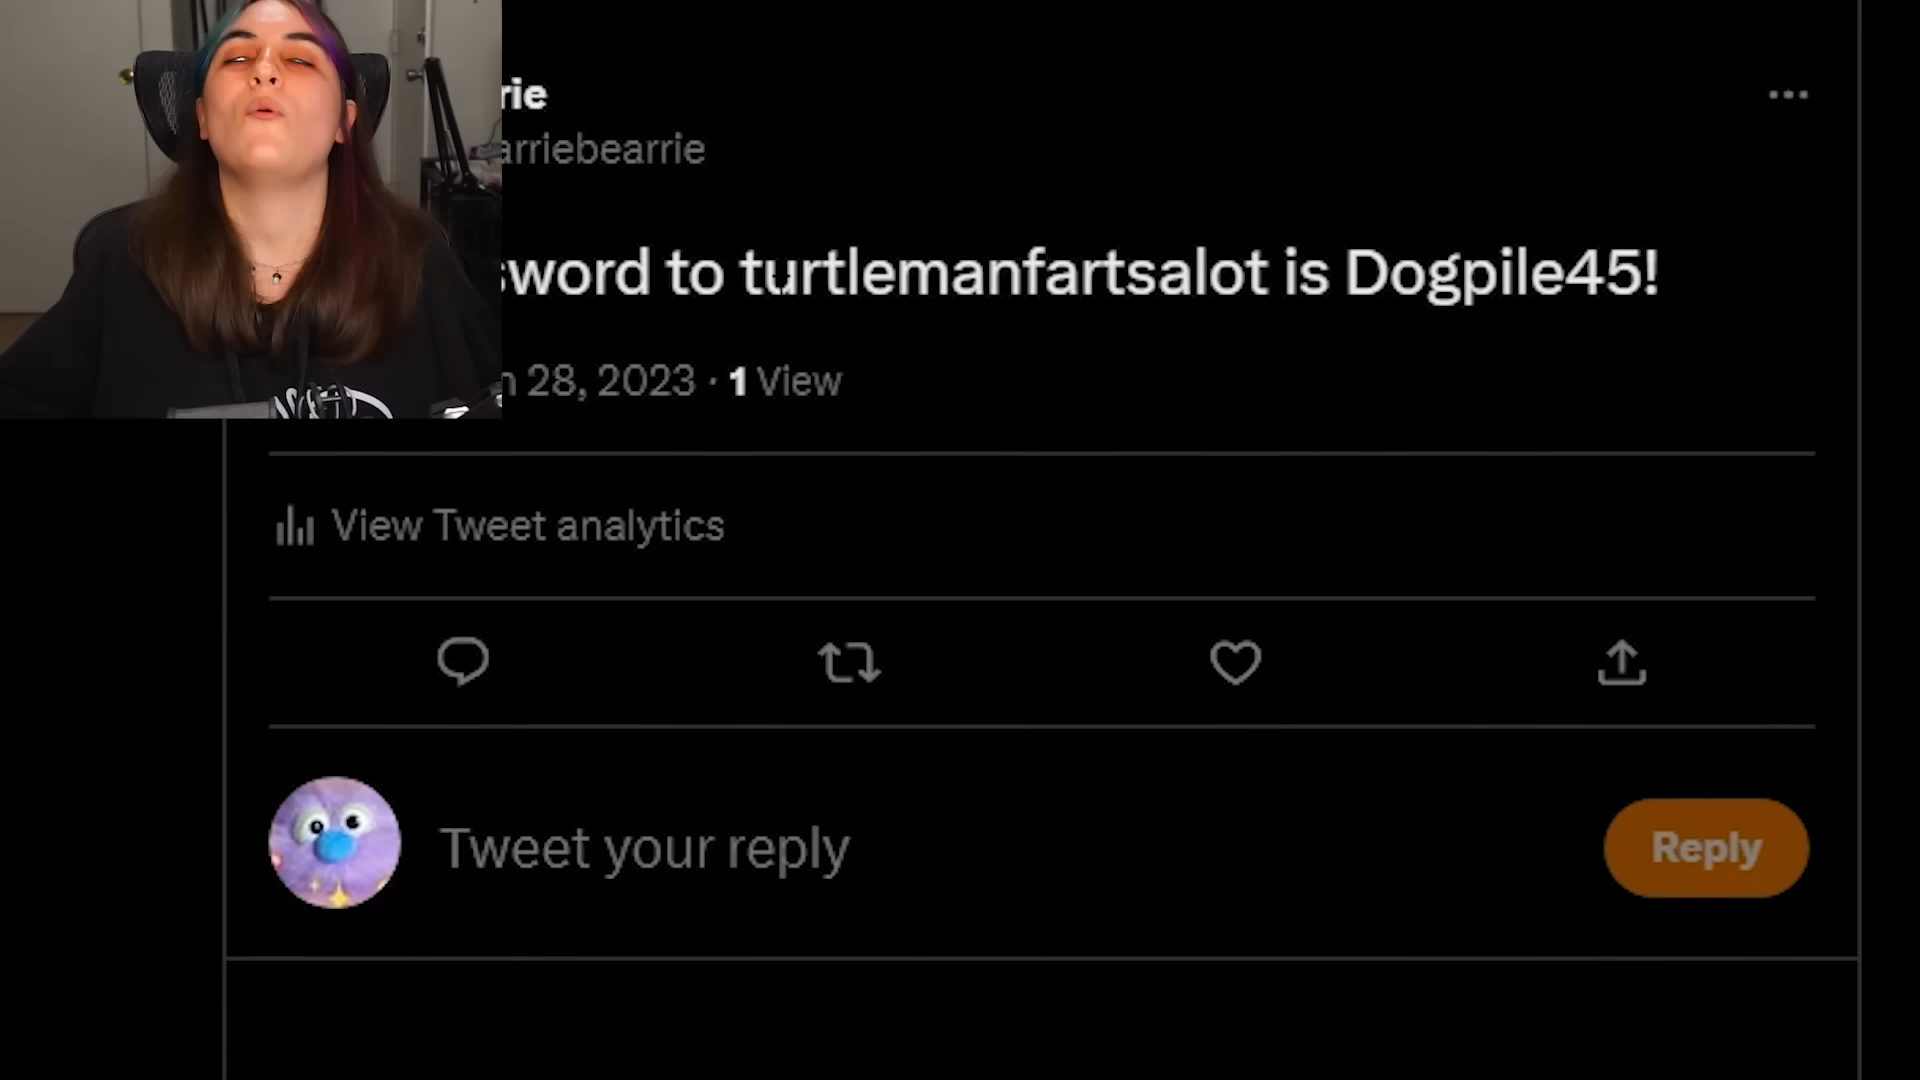 rie
arriebearrie
sword to turtlemanfartsalot is Dogpile45!
28, 2023 · 1 View
View Tweet analytics
Tweet your reply
Reply